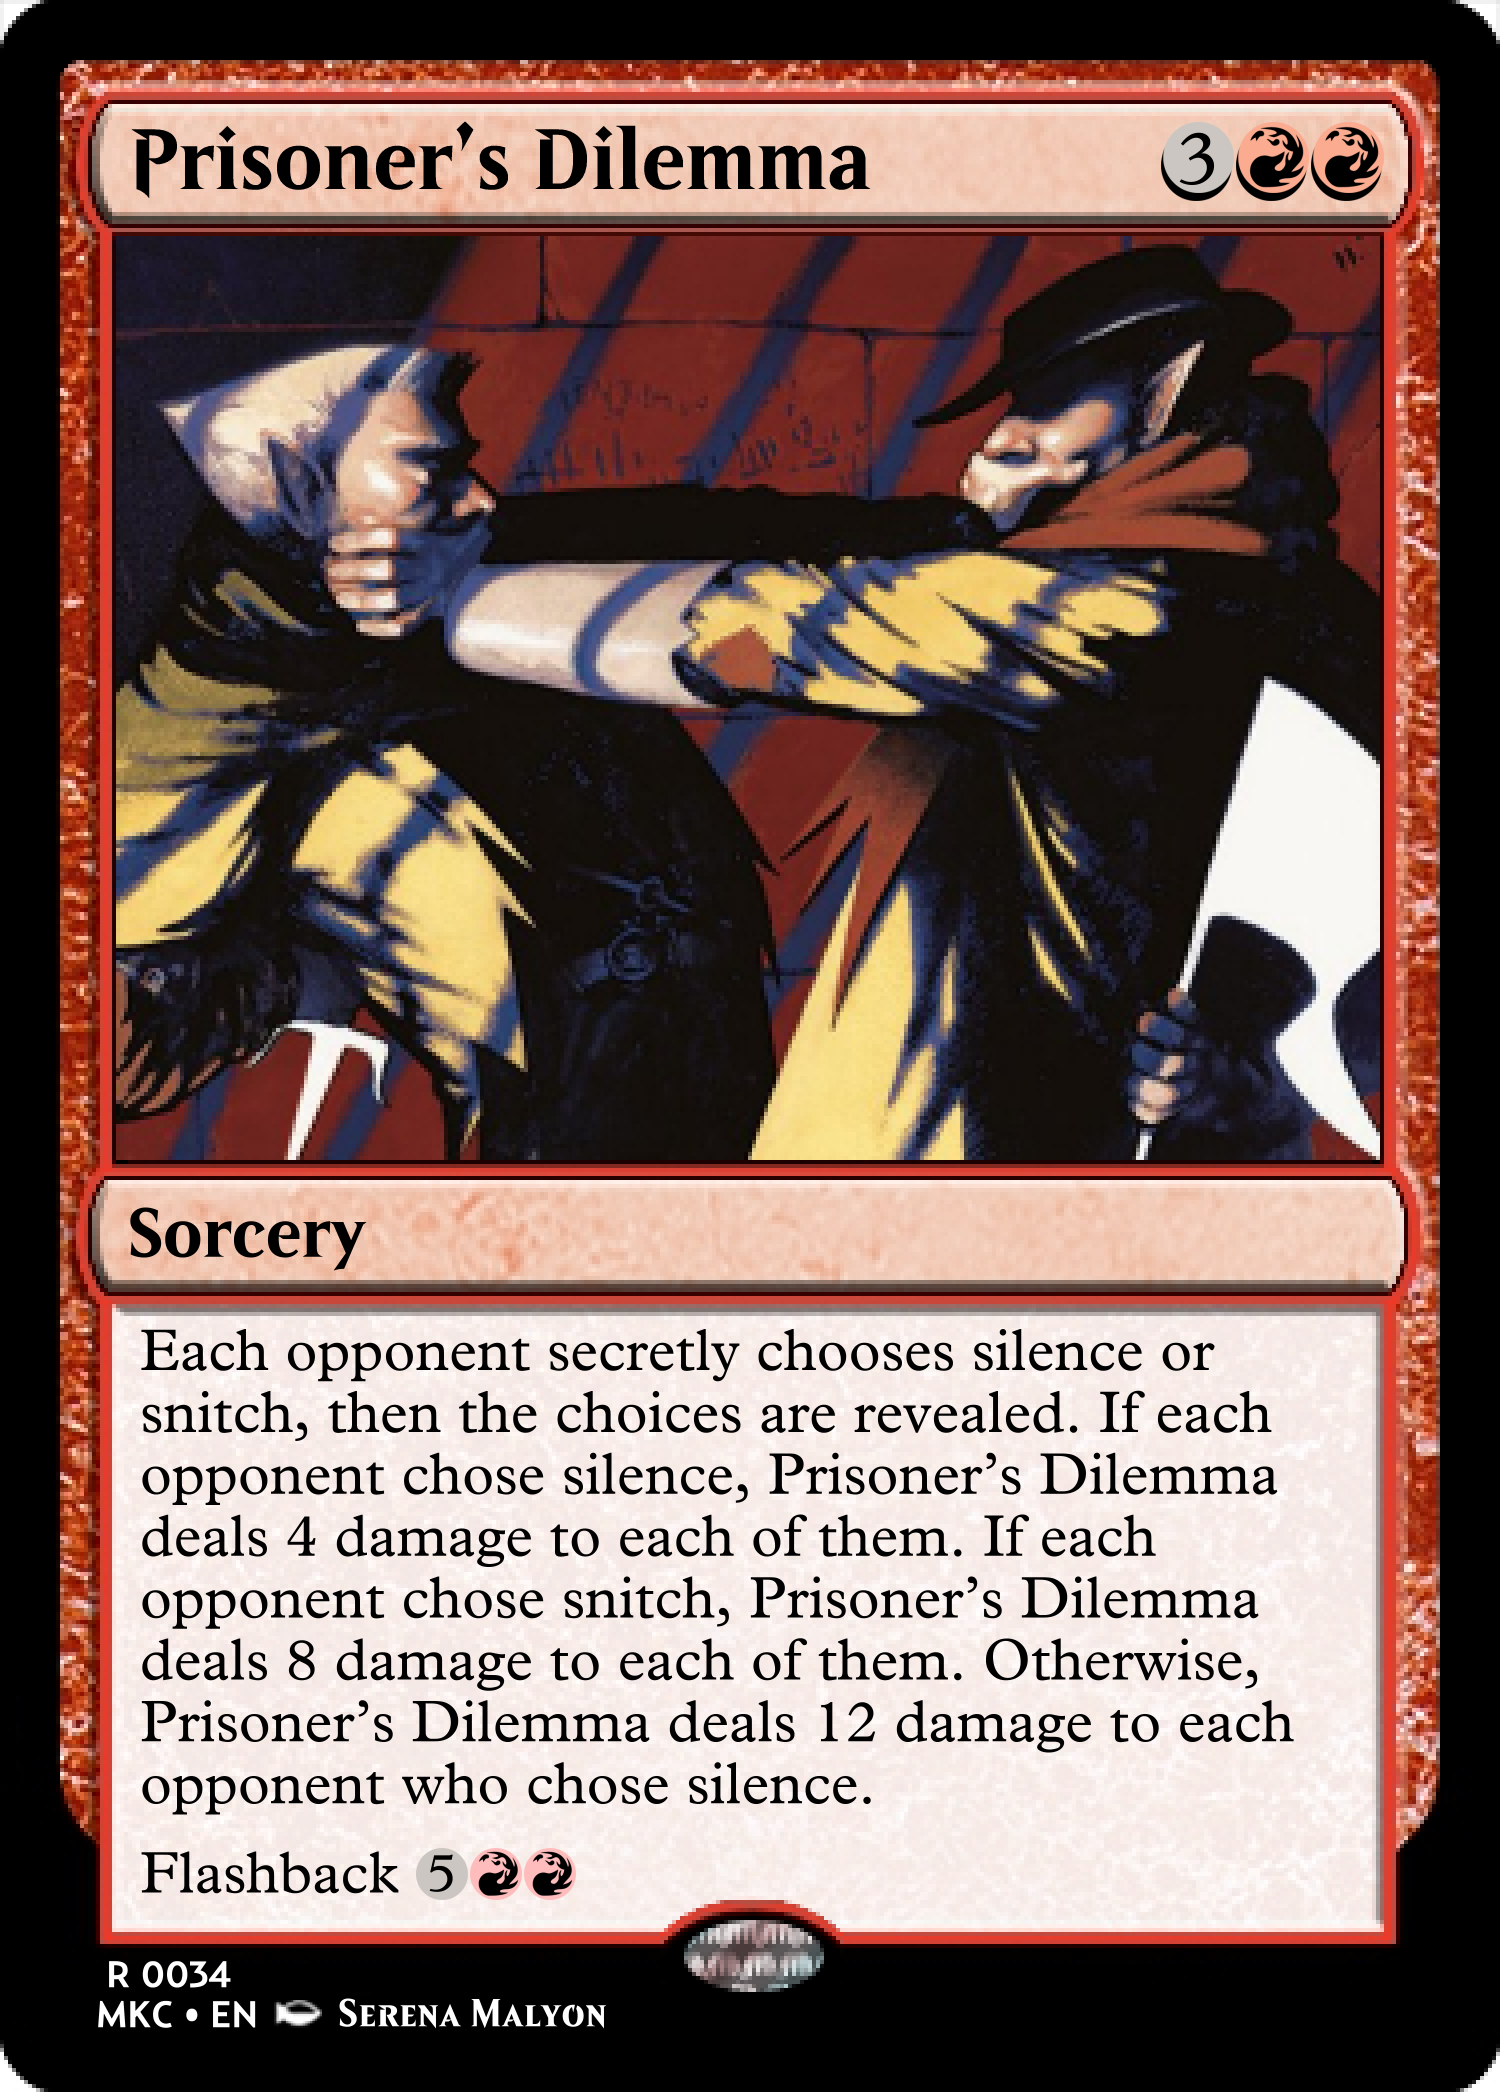 Prisoner's Dilemma 3
Sorcery
Each opponent secretly chooses silence or
snitch, then the choices are revealed. If each
opponent chose silence, Prisoner's Dilemma
deals 4 damage to each of them. If each
opponent chose snitch, Prisoner's Dilemma
deals 8 damage to each of them. Otherwise,
Prisoner's Dilemma deals 12 damage to each
opponent who chose silence.
Flashback 5
R 0034
MKC • EN SERENA MALYON